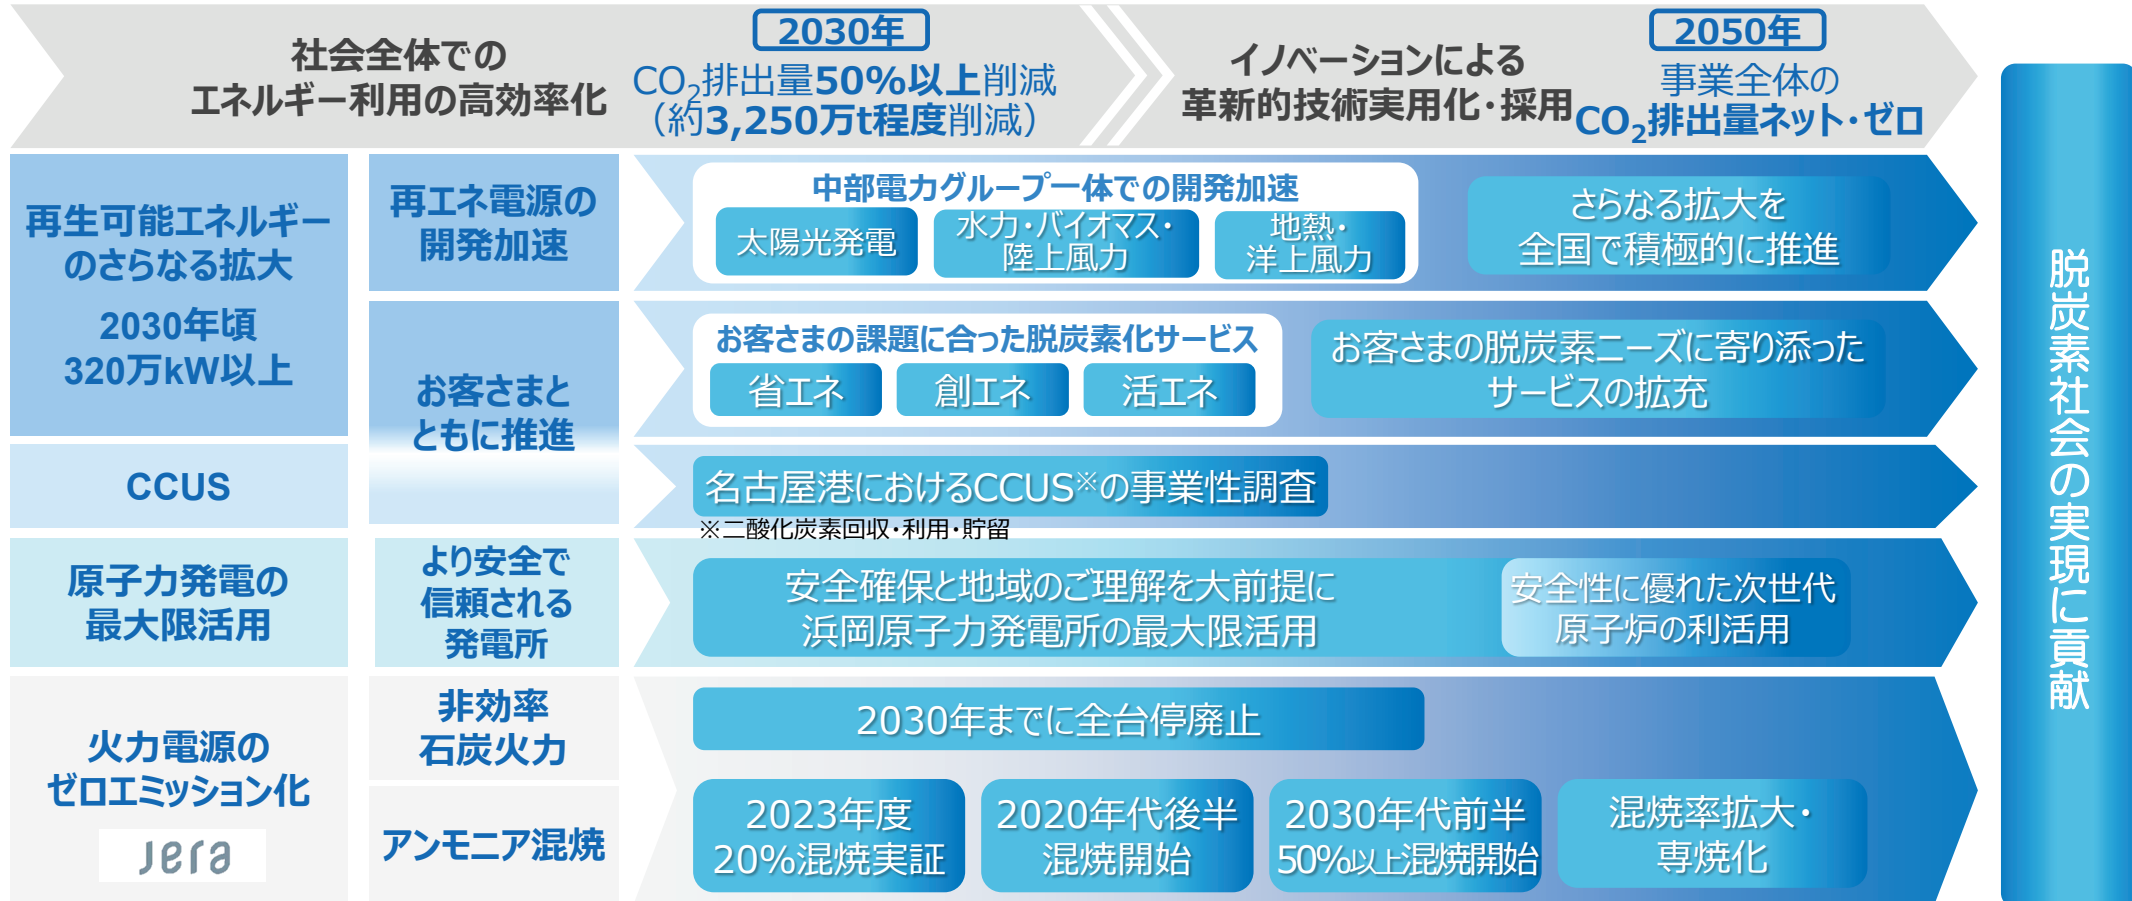 社会全体での
エネルギー利用の高効率化
2030年
CO2排出量50%以上削減
（約3,250万t程度削減）
イノベーションによる
革新的技術実用化・採用
2050年
事業全体の
CO2排出量ネット・ゼロ
再生可能エネルギー
のさらなる拡大
2030年頃
320万kW以上
再エネ電源の
開発加速
中部電力グループ一体での開発加速
太陽光発電
水力・バイオマス・
陸上風力
地熱・
洋上風力
さらなる拡大を
全国で積極的に推進
お客さまと
ともに推進
お客さまの課題に合った脱炭素化サービス
省エネ
創エネ
活エネ
お客さまの脱炭素ニーズに寄り添った
サービスの拡充
CCUS
名古屋港におけるCCUS※の事業性調査
※二酸化炭素回収・利用・貯留
原子力発電の
最大限活用
より安全で
信頼される
発電所
安全確保と地域のご理解を大前提に
浜岡原子力発電所の最大限活用
安全性に優れた次世代
原子炉の利活用
火力電源の
ゼロエミッション化
Jera
非効率
石炭火力
2030年までに全台停廃止
アンモニア混焼
2023年度
20%混焼実証
2020年代後半
混焼開始
2030年代前半
50%以上混焼開始
混焼率拡大・
専焼化
脱炭素社会の実現に貢献